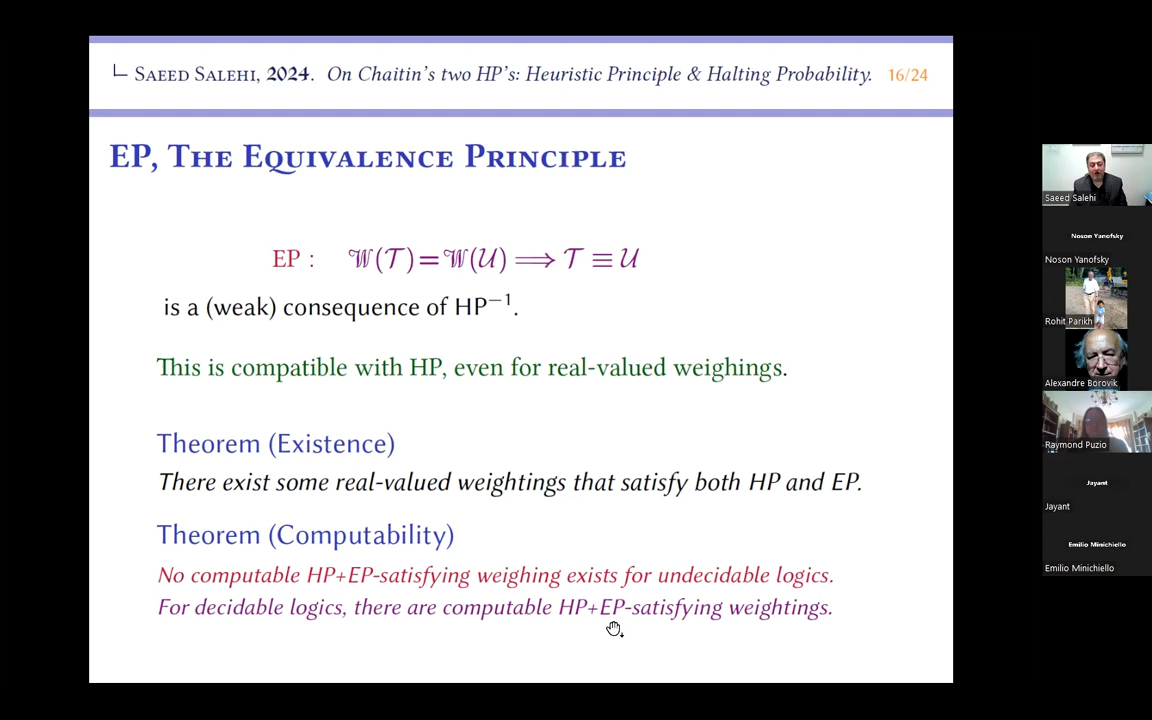 SAEED SALEHI, 2024. On Chaitin's two HP's: Heuristic Principle & Halting Probability. 16/24
EP, THE EQUIVALENCE PRINCIPLE
EP : 𝒲(𝒯) = 𝒲(𝒰) ⟹ 𝒯 ≡ 𝒰
is a (weak) consequence of HP⁻¹.
This is compatible with HP, even for real-valued weighings.
Theorem (Existence)
There exist some real-valued weightings that satisfy both HP and EP.
Theorem (Computability)
No computable HP+EP-satisfying weighing exists for undecidable logics.
For decidable logics, there are computable HP+EP-satisfying weightings.
Saeed Salehi
Noson Yanofsky
Noson Yanofsky
Rohit Parikh
Alexandre Borovik
Raymond Puzio
Jayant
Jayant
Emilio Minichiello
Emilio Minichiello